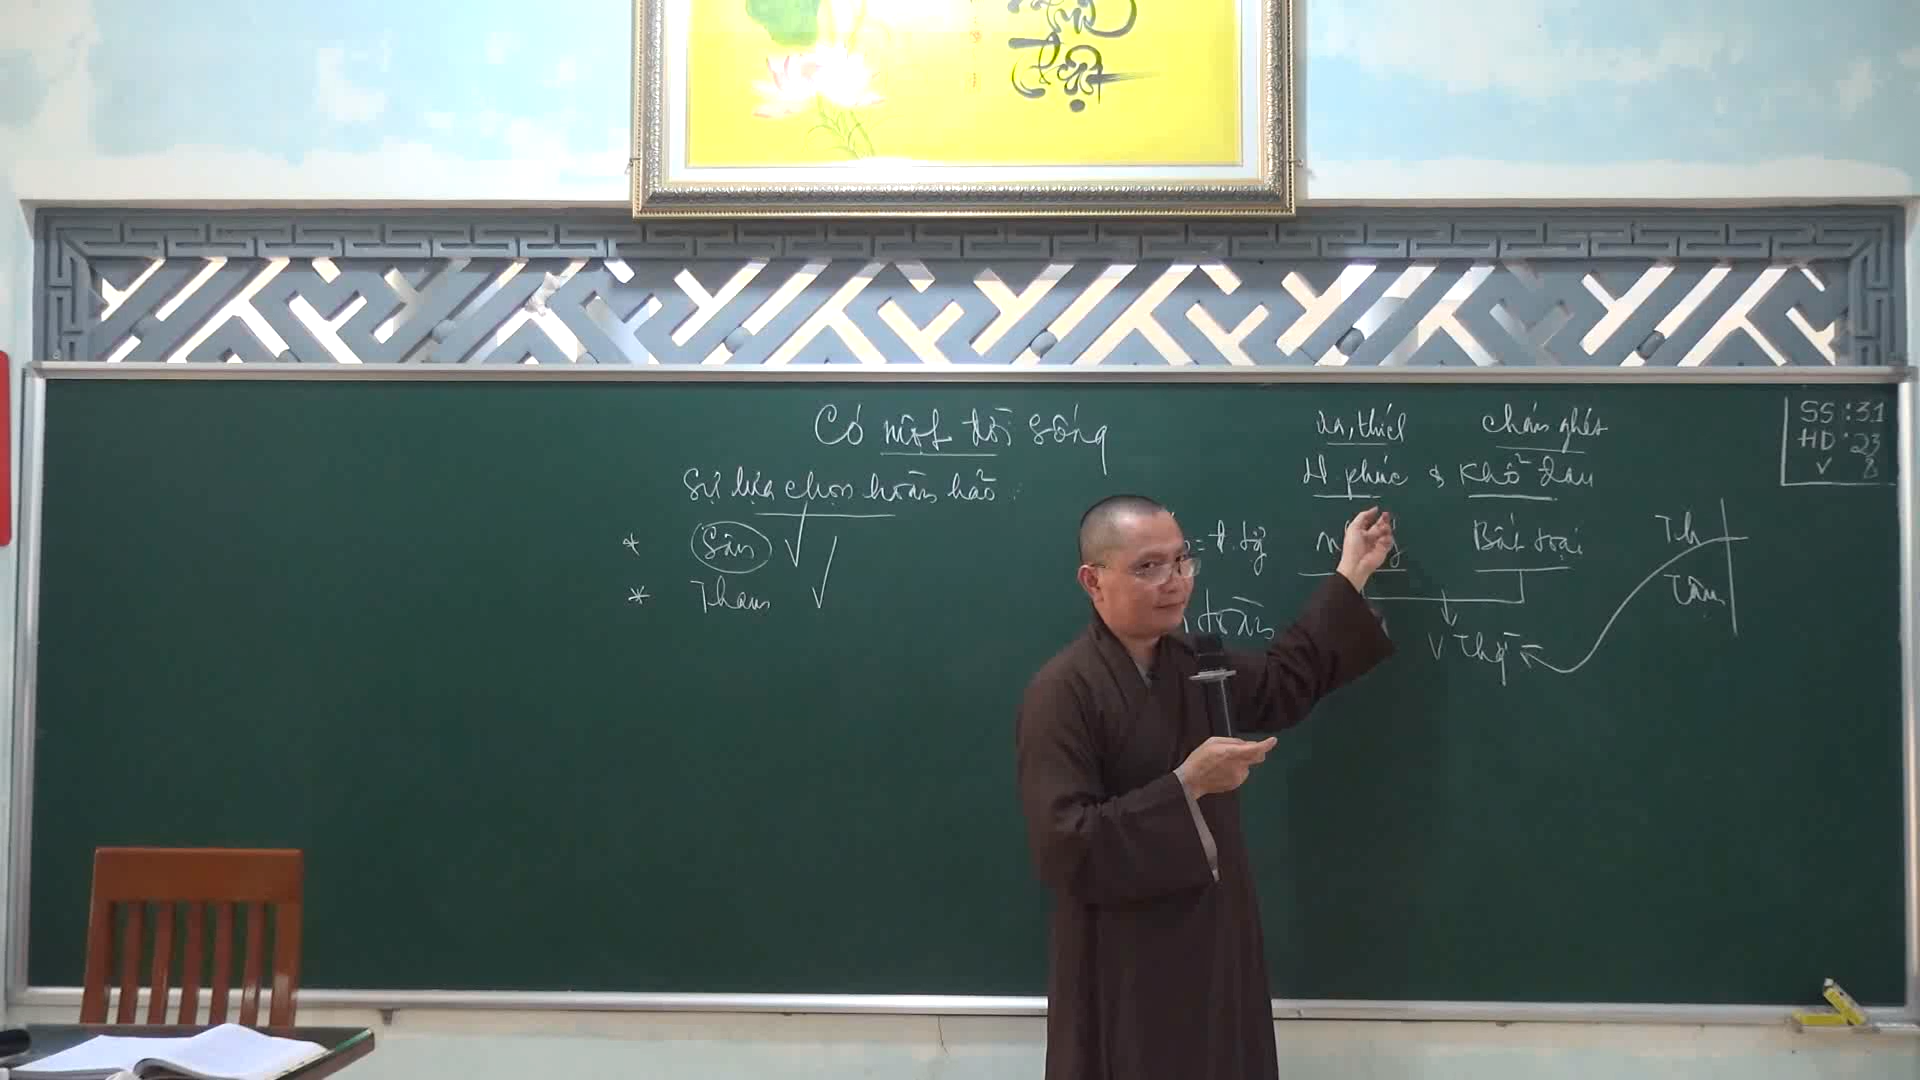 Có một đời sống
Sự lựa chọn hoàn hảo
* Sân
* Tham
ưa, thích
chán ghét
H phúc & Khổ đau
Bất toại
V Thọ
Th
Tâm
SS : 31
HD : 23
V 8